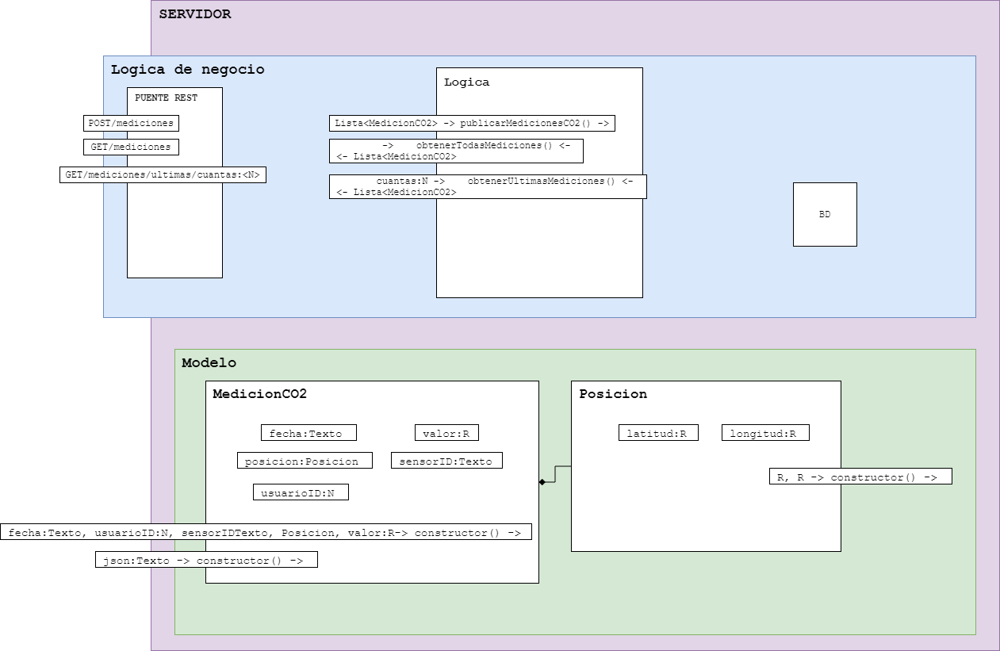 SERVIDOR
Logica de negocio
PUENTE REST
POST/mediciones
GET/mediciones
GET/mediciones/ultimas/cuantas:<N>
Logica
Lista<MedicionCO2> -> publicarMedicionesCO2() ->
-> obtenerTodasMediciones() <-
<- Lista<MedicionCO2>
cuantas:N -> obtenerUltimasMediciones() <-
<- Lista<MedicionCO2>
BD
Modelo
MedicionCO2
fecha:Texto
valor:R
posicion:Posicion
sensorID:Texto
usuarioID:N
fecha:Texto, usuarioID:N, sensorIDTexto, Posicion, valor:R-> constructor() ->
json:Texto -> constructor() ->
Posicion
latitud:R
longitud:R
R, R -> constructor() ->